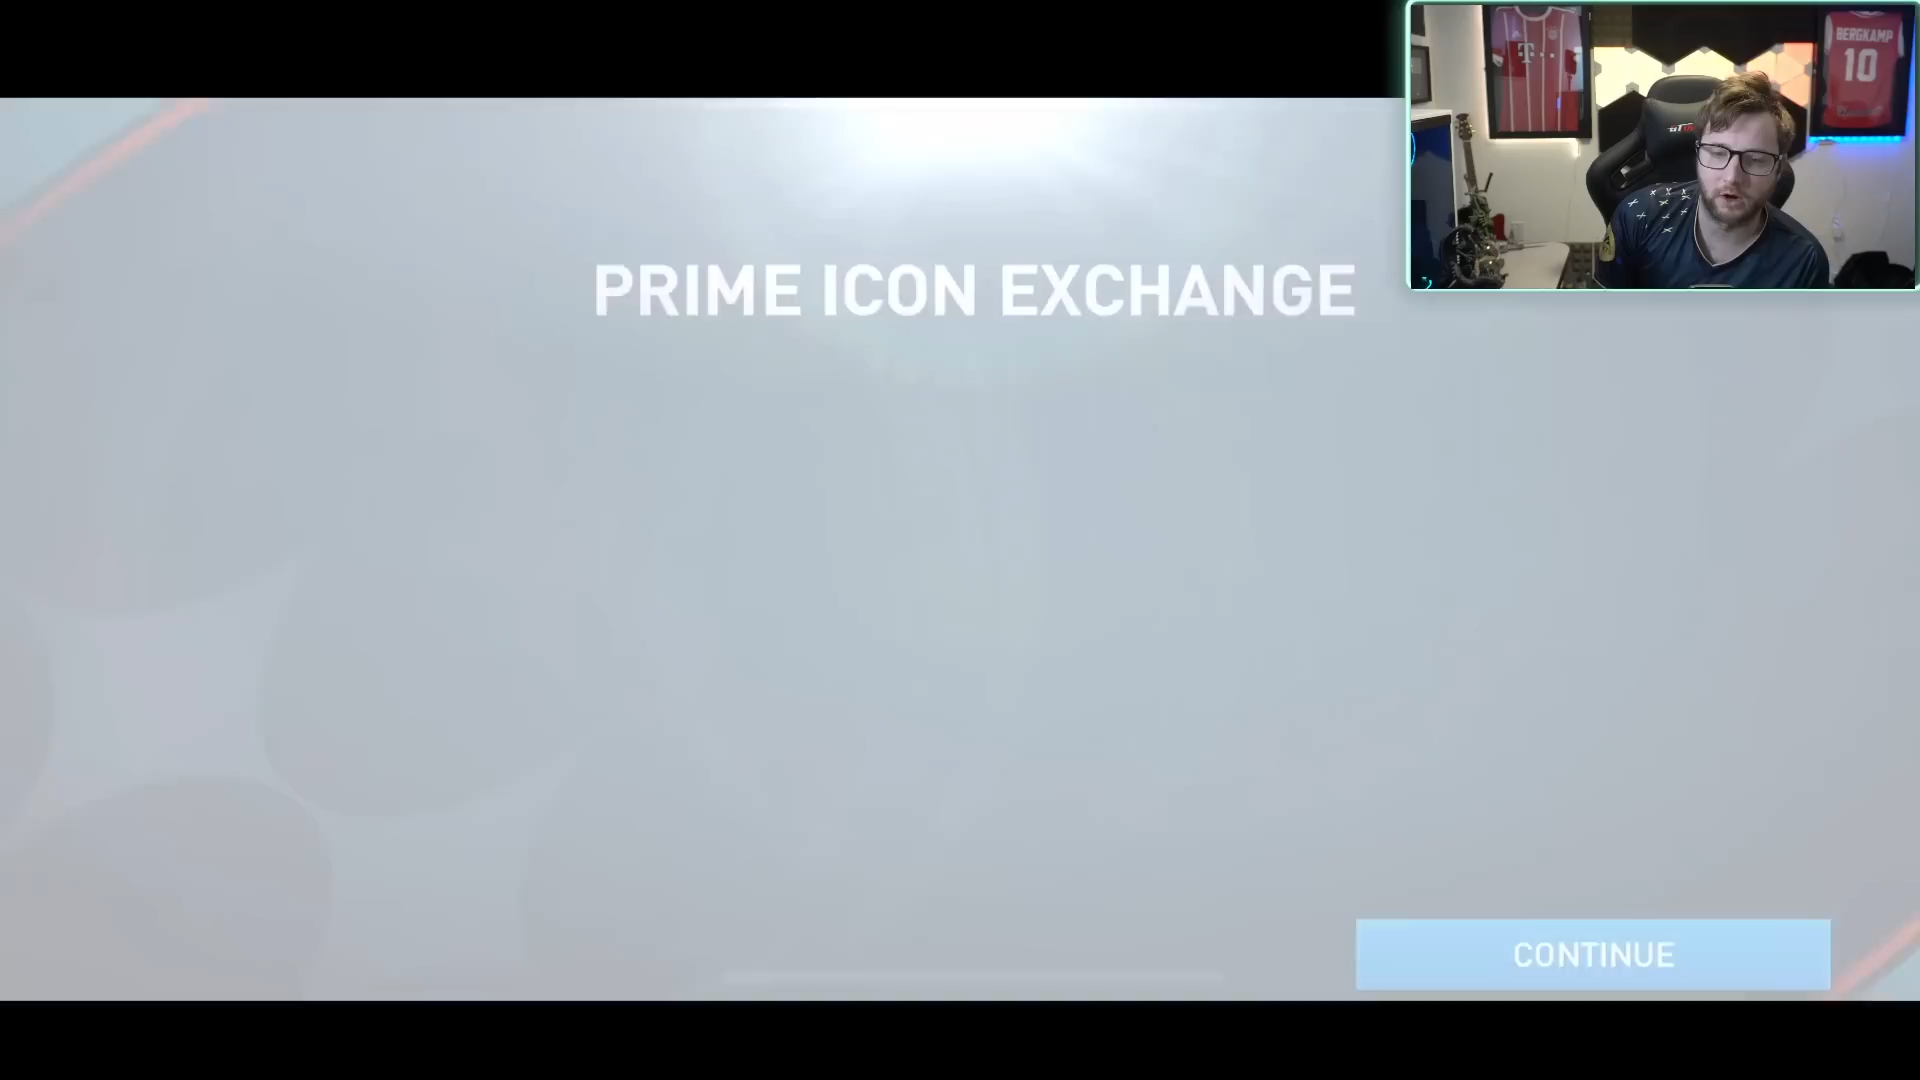 BERGKAMP
10
T
PRIME ICON EXCHANGE
CONTINUE